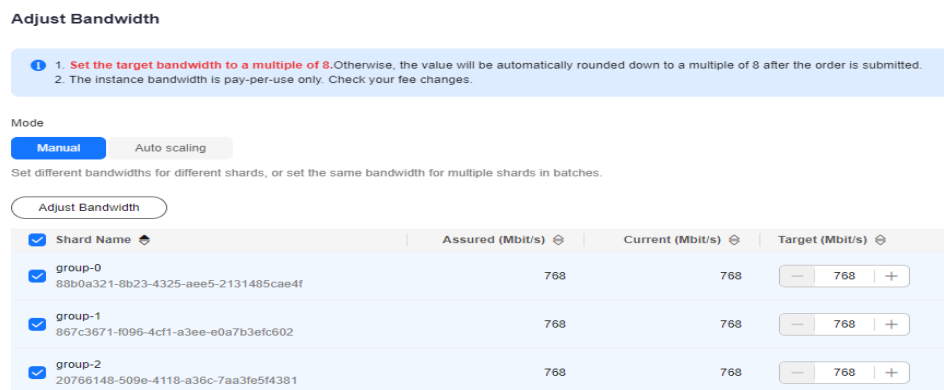 Adjust Bandwidth
1. Set the target bandwidth to a multiple of 8.Otherwise, the value will be automatically rounded down to a multiple of 8 after the order is submitted.
2. The instance bandwidth is pay-per-use only. Check your fee changes.
Mode
Manual Auto scaling
Set different bandwidths for different shards, or set the same bandwidth for multiple shards in batches.
Adjust Bandwidth
Shard Name Assured (Mbit/s) Current (Mbit/s) Target (Mbit/s)
group-0
88b0a321-8b23-4325-aee5-2131485cae4f 768 768 768
group-1
867c3671-f096-4cf1-a3ee-e0a7b3efc602 768 768 768
group-2
20766148-509e-4118-a36c-7aa3fe5f4381 768 768 768